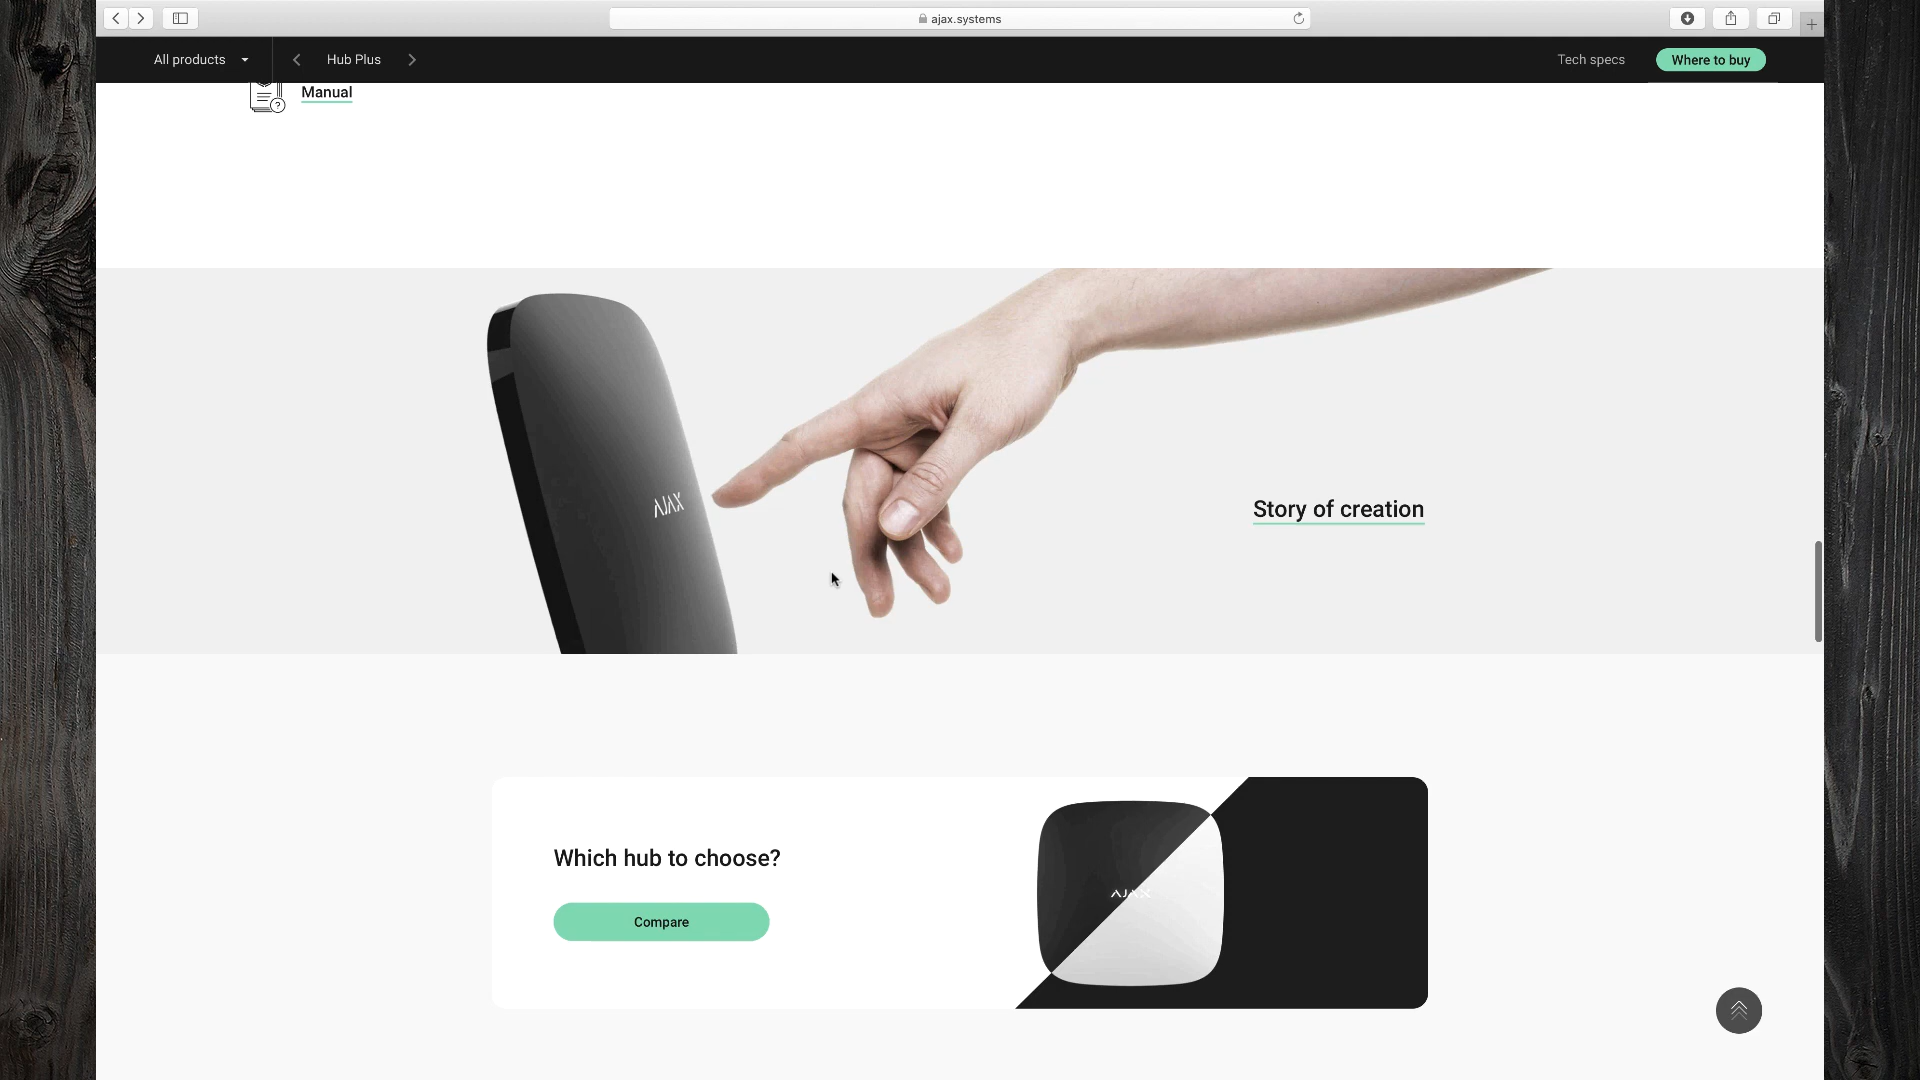 ajax.systems
All products
Hub Plus
Tech specs
Where to buy
Manual
AJAX
Story of creation
Which hub to choose?
AJAX
Compare